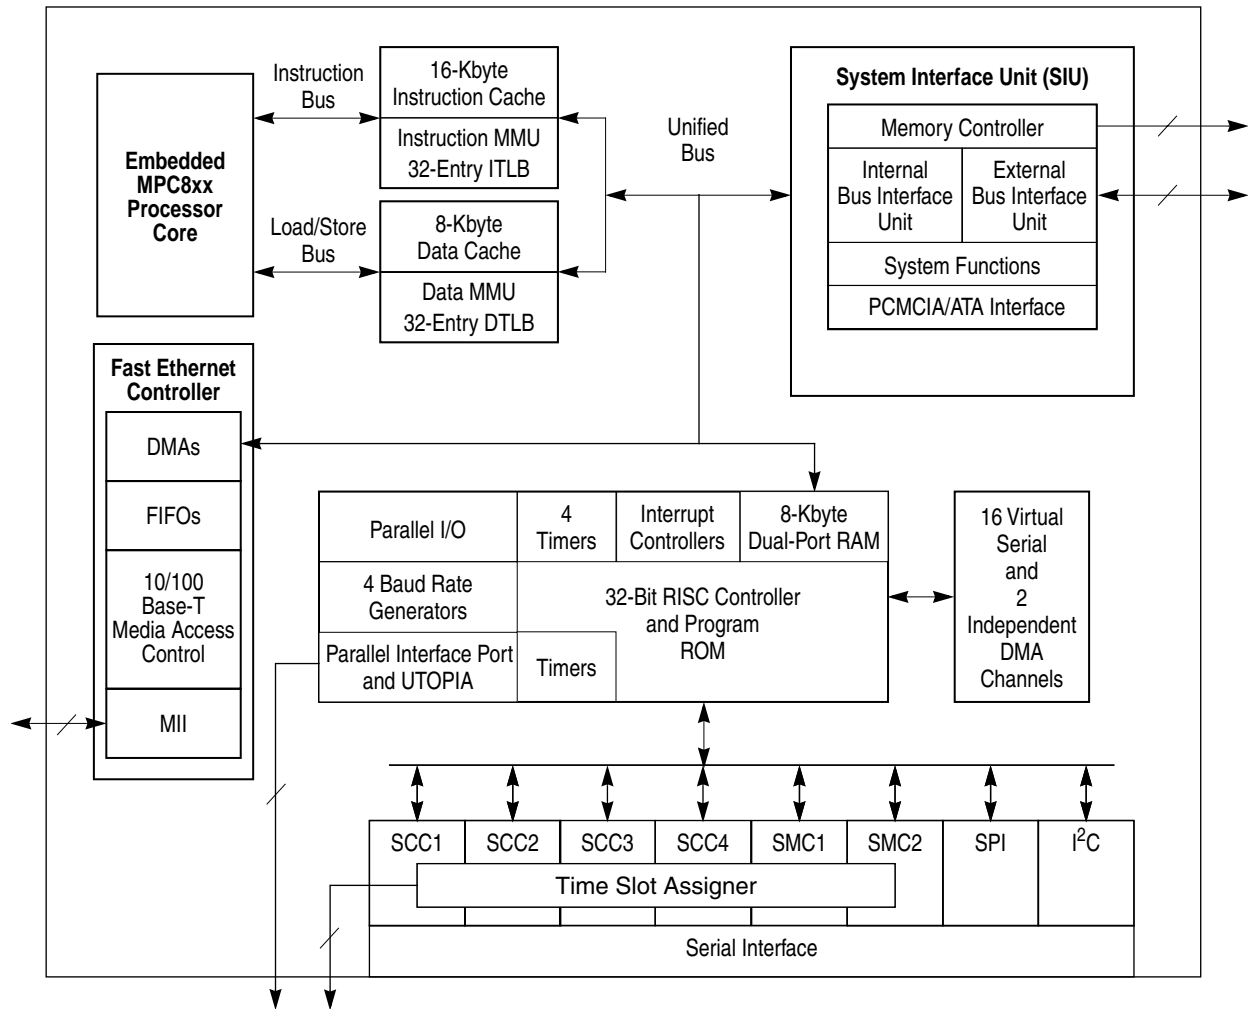 Embedded
MPC8xx
Processor
Core
Instruction
Bus
Load/Store
Bus
16-Kbyte
Instruction Cache
Instruction MMU
32-Entry ITLB
8-Kbyte
Data Cache
Data MMU
32-Entry DTLB
Unified
Bus
System Interface Unit (SIU)
Memory Controller
Internal
Bus Interface
Unit
External
Bus Interface
Unit
System Functions
PCMCIA/ATA Interface
Fast Ethernet
Controller
DMAs
FIFOs
10/100
Base-T
Media Access
Control
MII
Parallel I/O
4
Timers
Interrupt
Controllers
8-Kbyte
Dual-Port RAM
4 Baud Rate
Generators
32-Bit RISC Controller
and Program
ROM
Parallel Interface Port
and UTOPIA
Timers
16 Virtual
Serial
and
2
Independent
DMA
Channels
SCC1
SCC2
SCC3
SCC4
SMC1
SMC2
SPI
I²C
Time Slot Assigner
Serial Interface